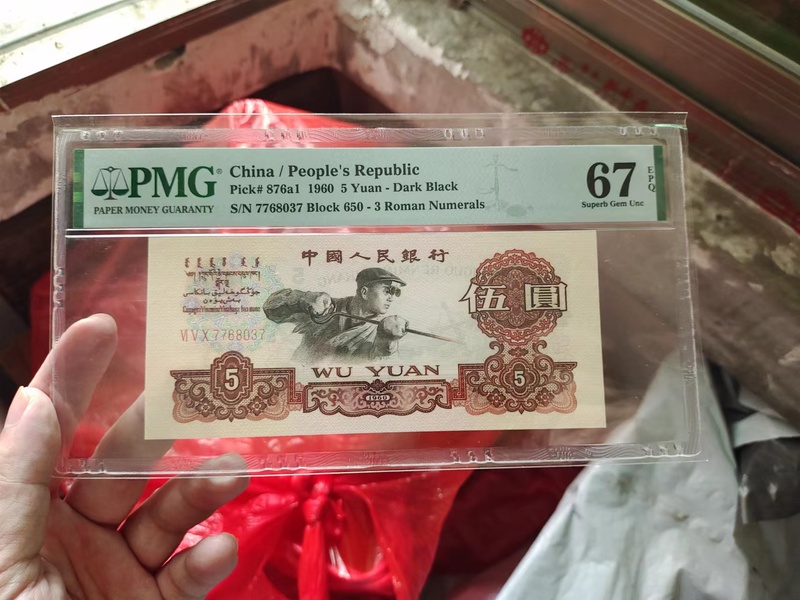 PMG
PAPER MONEY GUARANTY
China / People's Republic
Pick# 876a1 1960 5 Yuan - Dark Black
S/N 7768037 Block 650 - 3 Roman Numerals
67
EPQ
Superb Gem Unc
中國人民銀行
伍圓
VI V X 7768037
WU YUAN
5
1960
5